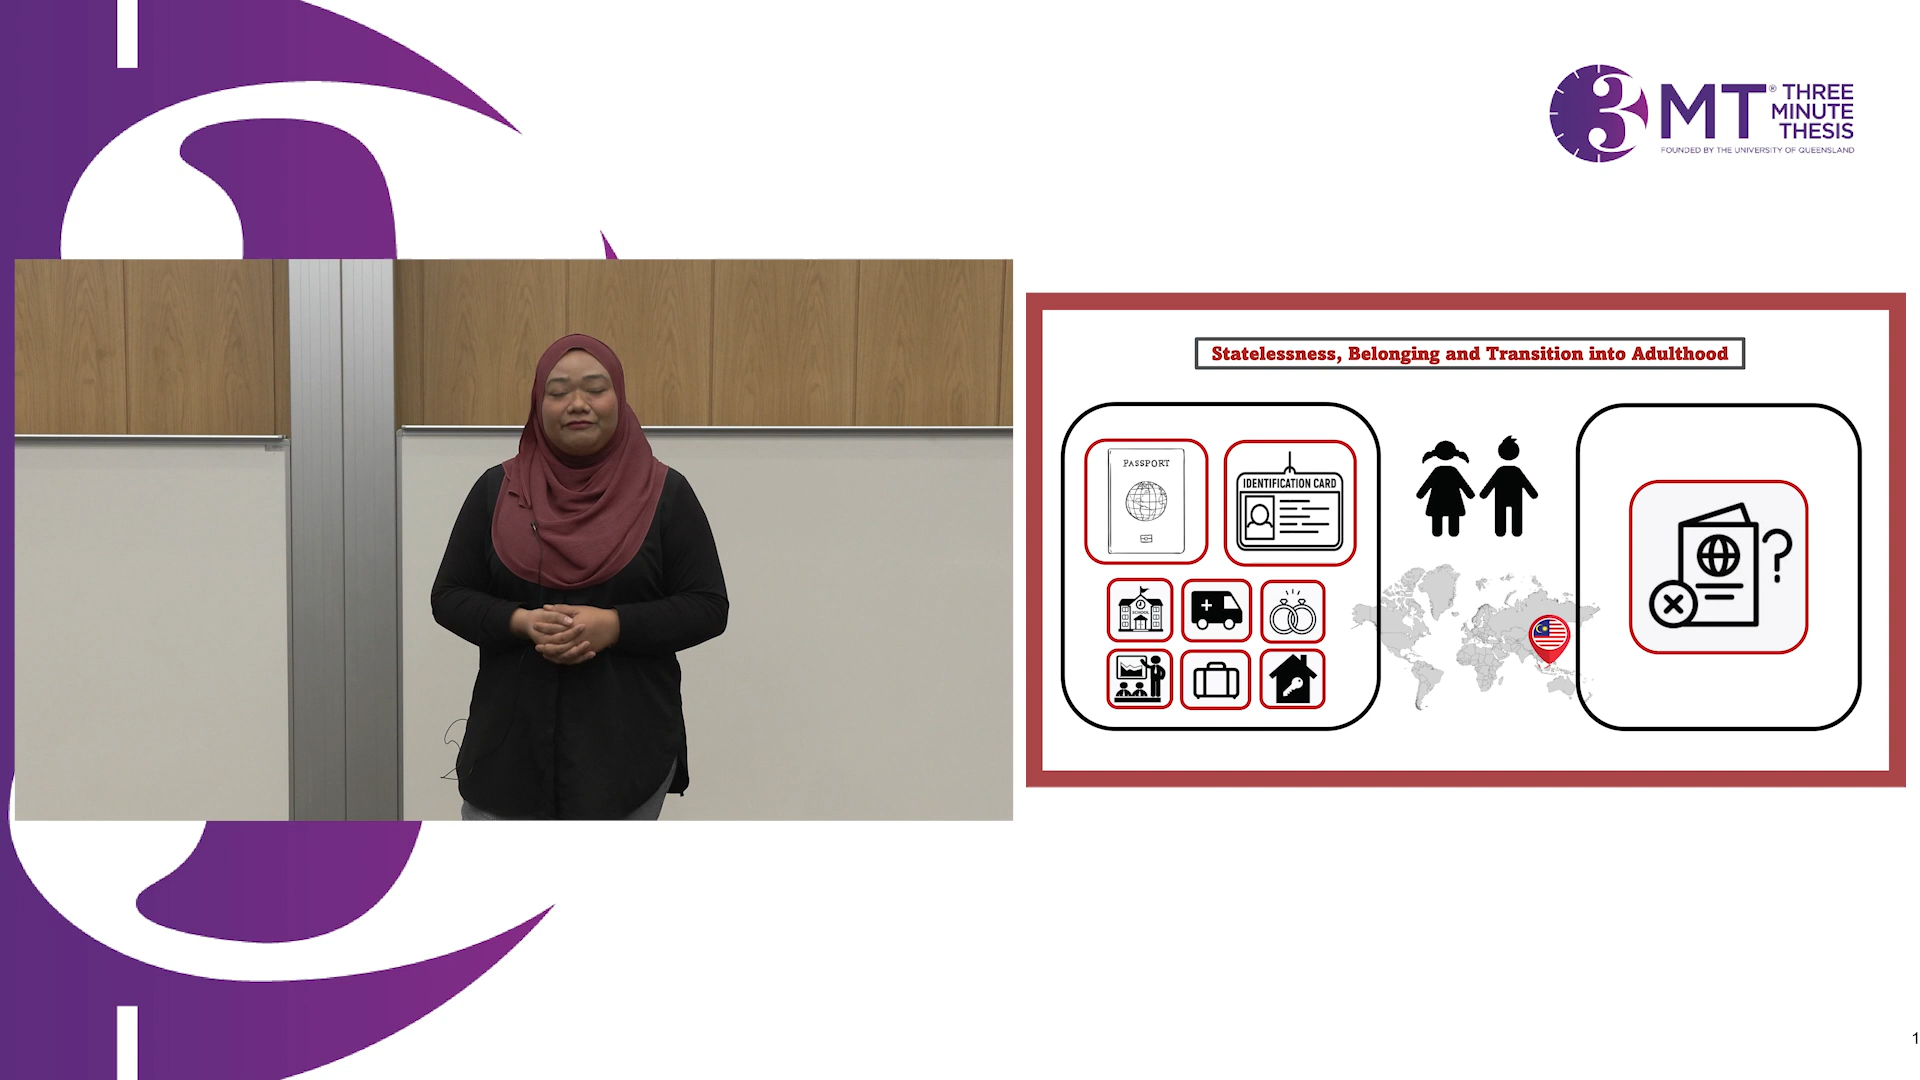 3MT® THREE
MINUTE
THESIS
FOUNDED BY THE UNIVERSITY OF QUEENSLAND
Statelessness, Belonging and Transition into Adulthood
PASSPORT
IDENTIFICATION CARD
SCHOOL
?
1